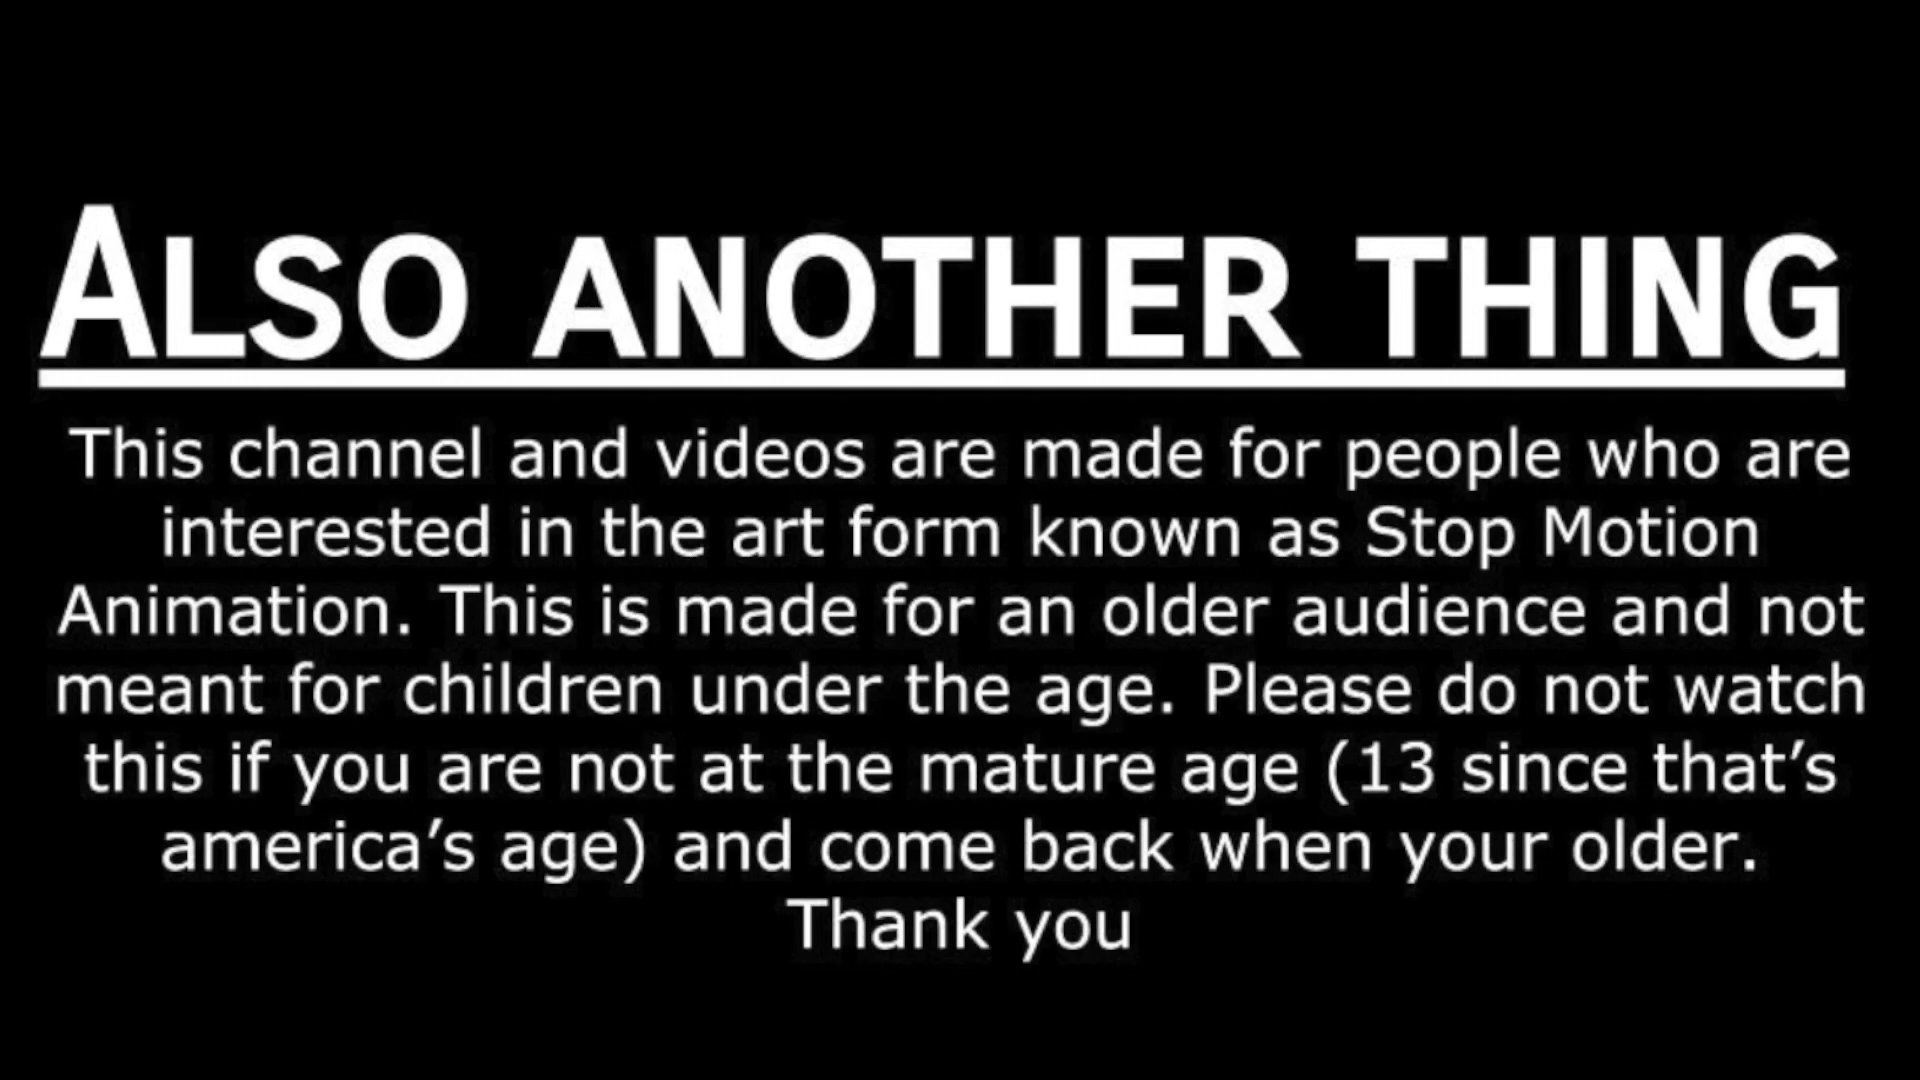 ALSO ANOTHER THING
This channel and videos are made for people who are
interested in the art form known as Stop Motion
Animation. This is made for an older audience and not
meant for children under the age. Please do not watch
this if you are not at the mature age (13 since that’s
america’s age) and come back when your older.
Thank you